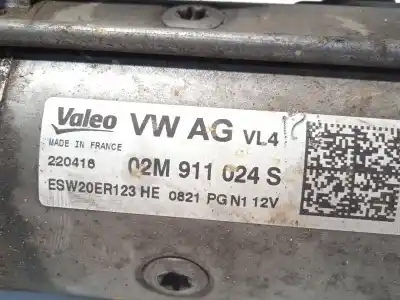 Valeo VW AG VL4
MADE IN FRANCE
220416 02M 911 024 S
ESW20ER123 HE 0821 PG N1 12V